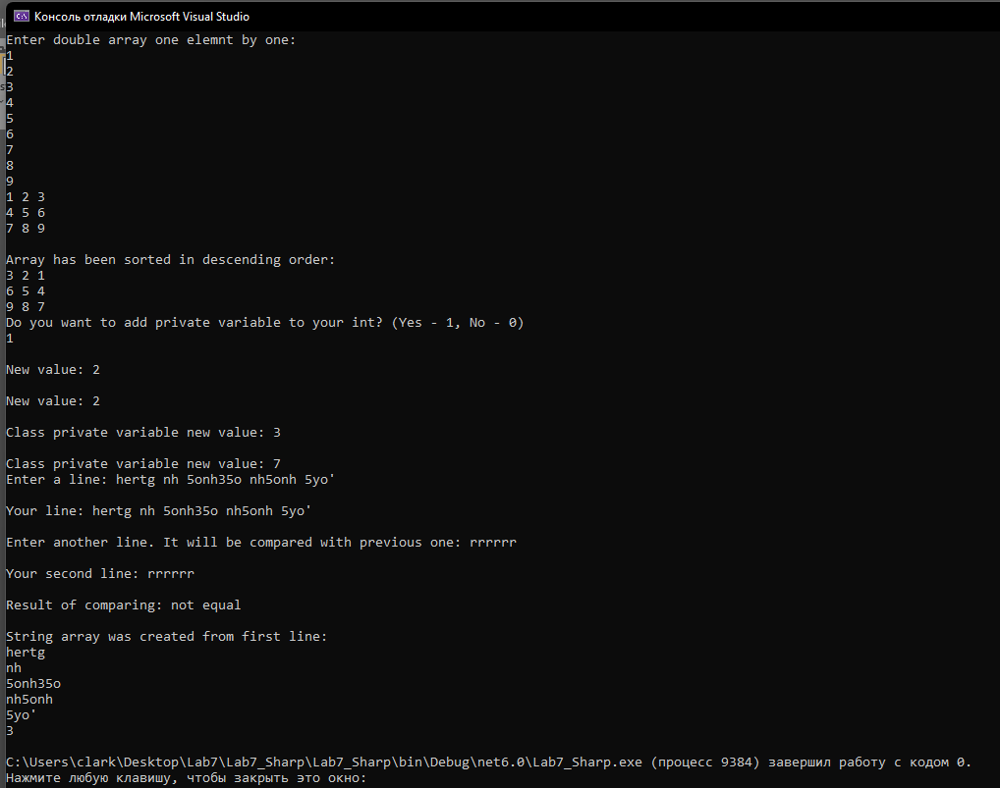 Консоль отладки Microsoft Visual Studio
Enter double array one elemnt by one:
1
2
3
4
5
6
7
8
9
1 2 3
4 5 6
7 8 9
Array has been sorted in descending order:
3 2 1
6 5 4
9 8 7
Do you want to add private variable to your int? (Yes - 1, No - 0)
1
New value: 2
New value: 2
Class private variable new value: 3
Class private variable new value: 7
Enter a line: hertg nh 5onh35o nh5onh 5yo'
Your line: hertg nh 5onh35o nh5onh 5yo'
Enter another line. It will be compared with previous one: rrrrrr
Your second line: rrrrrr
Result of comparing: not equal
String array was created from first line:
hertg
nh
5onh35o
nh5onh
5yo'
3
C:\Users\clark\Desktop\Lab7\Lab7_Sharp\Lab7_Sharp\bin\Debug\net6.0\Lab7_Sharp.exe (процесс 9384) завершил работу с кодом 0.
Нажмите любую клавишу, чтобы закрыть это окно: